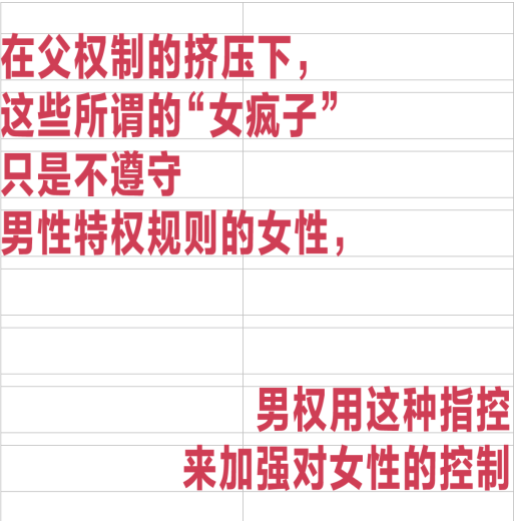 在父权制的挤压下，
这些所谓的“女疯子”
只是不遵守
男性特权规则的女性，
男权用这种指控
来加强对女性的控制